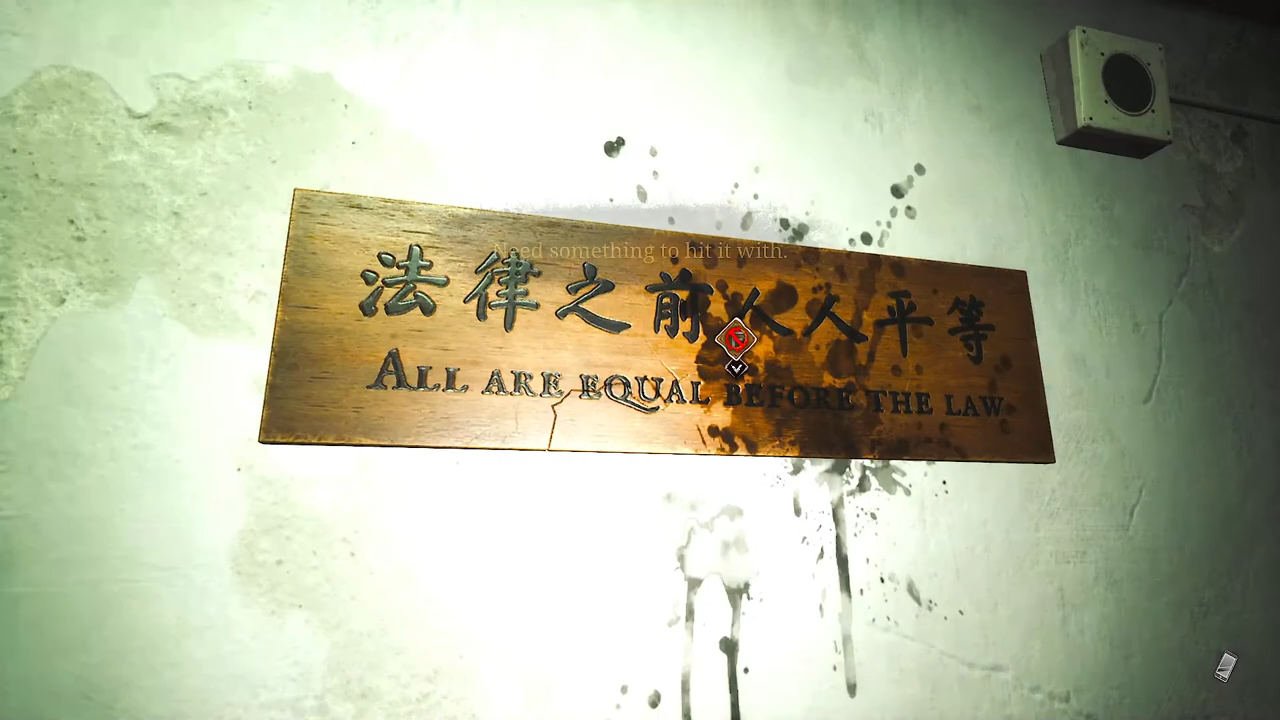 Need something to hit it with.
法律之前人人平等
ALL ARE EQUAL BEFORE THE LAW